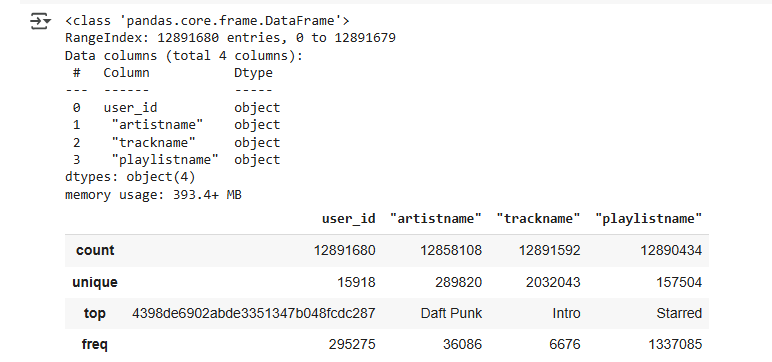 <class 'pandas.core.frame.DataFrame'>
RangeIndex: 12891680 entries, 0 to 12891679
Data columns (total 4 columns):
 #   Column          Dtype
---  ------          -----
 0   user_id         object
 1    "artistname"   object
 2    "trackname"    object
 3    "playlistname"  object
dtypes: object(4)
memory usage: 393.4+ MB
user_id "artistname" "trackname" "playlistname"
count 12891680 12858108 12891592 12890434
unique 15918 289820 2032043 157504
top 4398de6902abde3351347b048fcdc287 Daft Punk Intro Starred
freq 295275 36086 6676 1337085